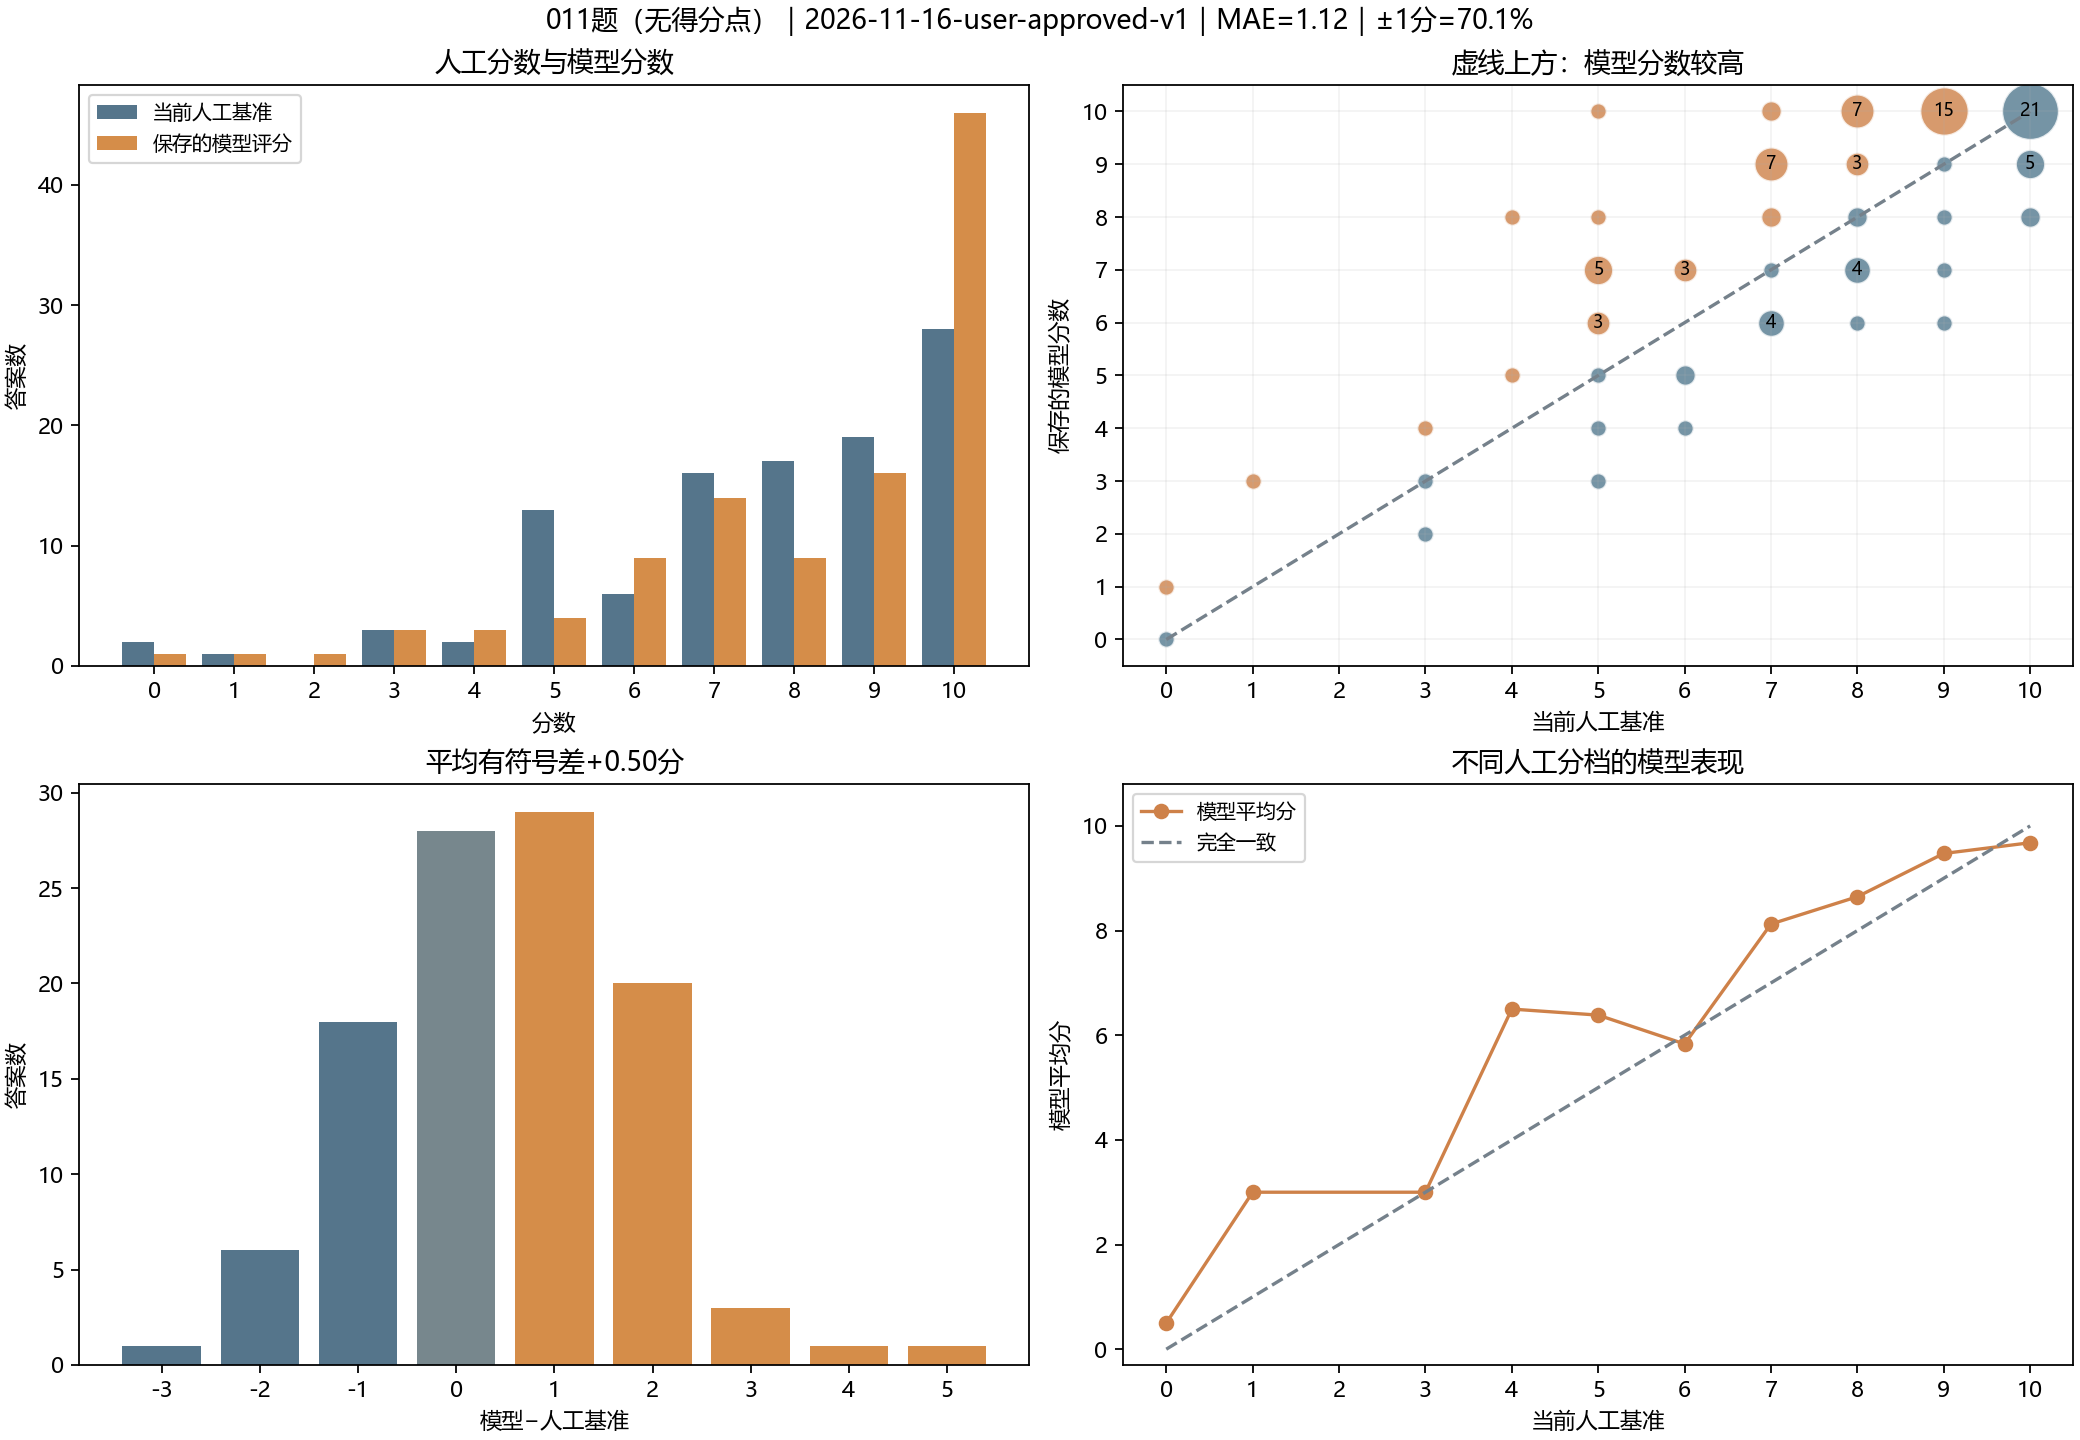 011题（无得分点）｜2026-11-16-user-approved-v1｜MAE=1.12｜±1分=70.1%
人工分数与模型分数
当前人工基准
保存的模型评分
答案数
40
30
20
10
0
0 1 2 3 4 5 6 7 8 9 10
分数
虚线上方：模型分数较高
保存的模型分数
10
9
8
7
6
5
4
3
2
1
0
7 15 21
7 3 5
5 3 4
3 4
0 1 2 3 4 5 6 7 8 9 10
当前人工基准
平均有符号差+0.50分
答案数
30
25
20
15
10
5
0
-3 -2 -1 0 1 2 3 4 5
模型−人工基准
不同人工分档的模型表现
模型平均分
完全一致
模型平均分
10
8
6
4
2
0
0 1 2 3 4 5 6 7 8 9 10
当前人工基准